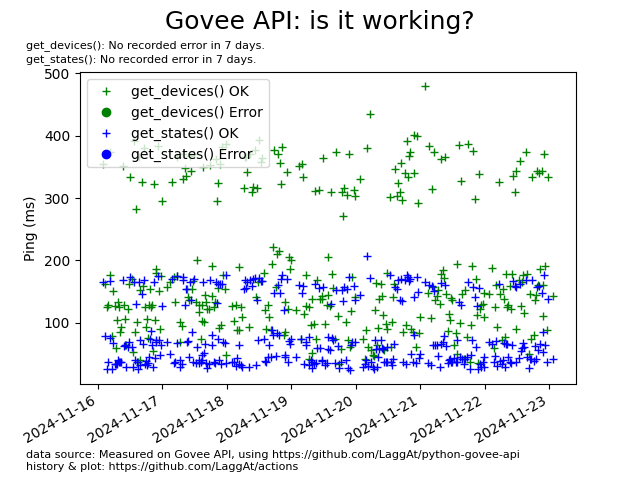 Govee API: is it working?
get_devices(): No recorded error in 7 days.
get_states(): No recorded error in 7 days.
500
400
300
200
100
Ping (ms)
get_devices() OK
get_devices() Error
get_states() OK
get_states() Error
2024-11-16
2024-11-17
2024-11-18
2024-11-19
2024-11-20
2024-11-21
2024-11-22
2024-11-23
data source: Measured on Govee API, using https://github.com/LaggAt/python-govee-api
history & plot: https://github.com/LaggAt/actions